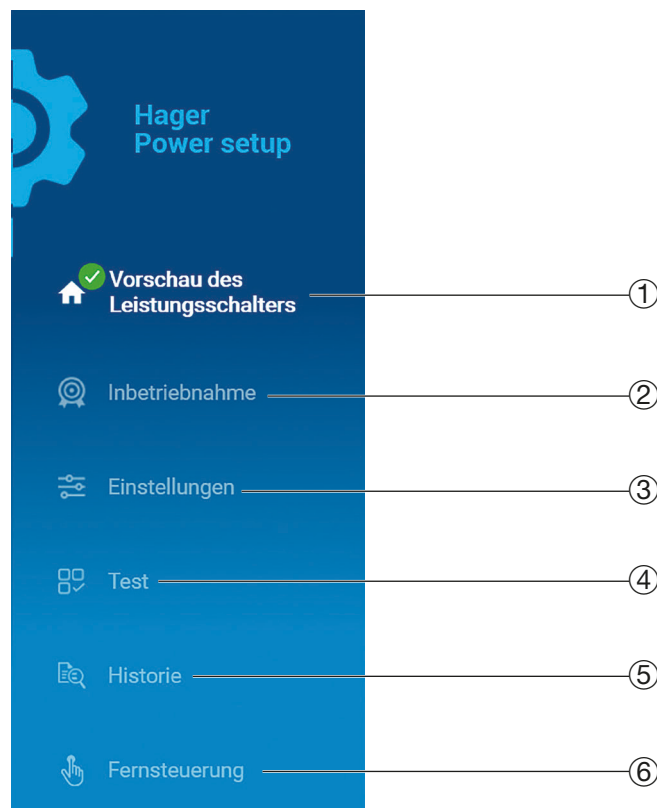 Hager
Power setup
Vorschau des
Leistungsschalters
①
Inbetriebnahme
②
Einstellungen
③
Test
④
Historie
⑤
Fernsteuerung
⑥